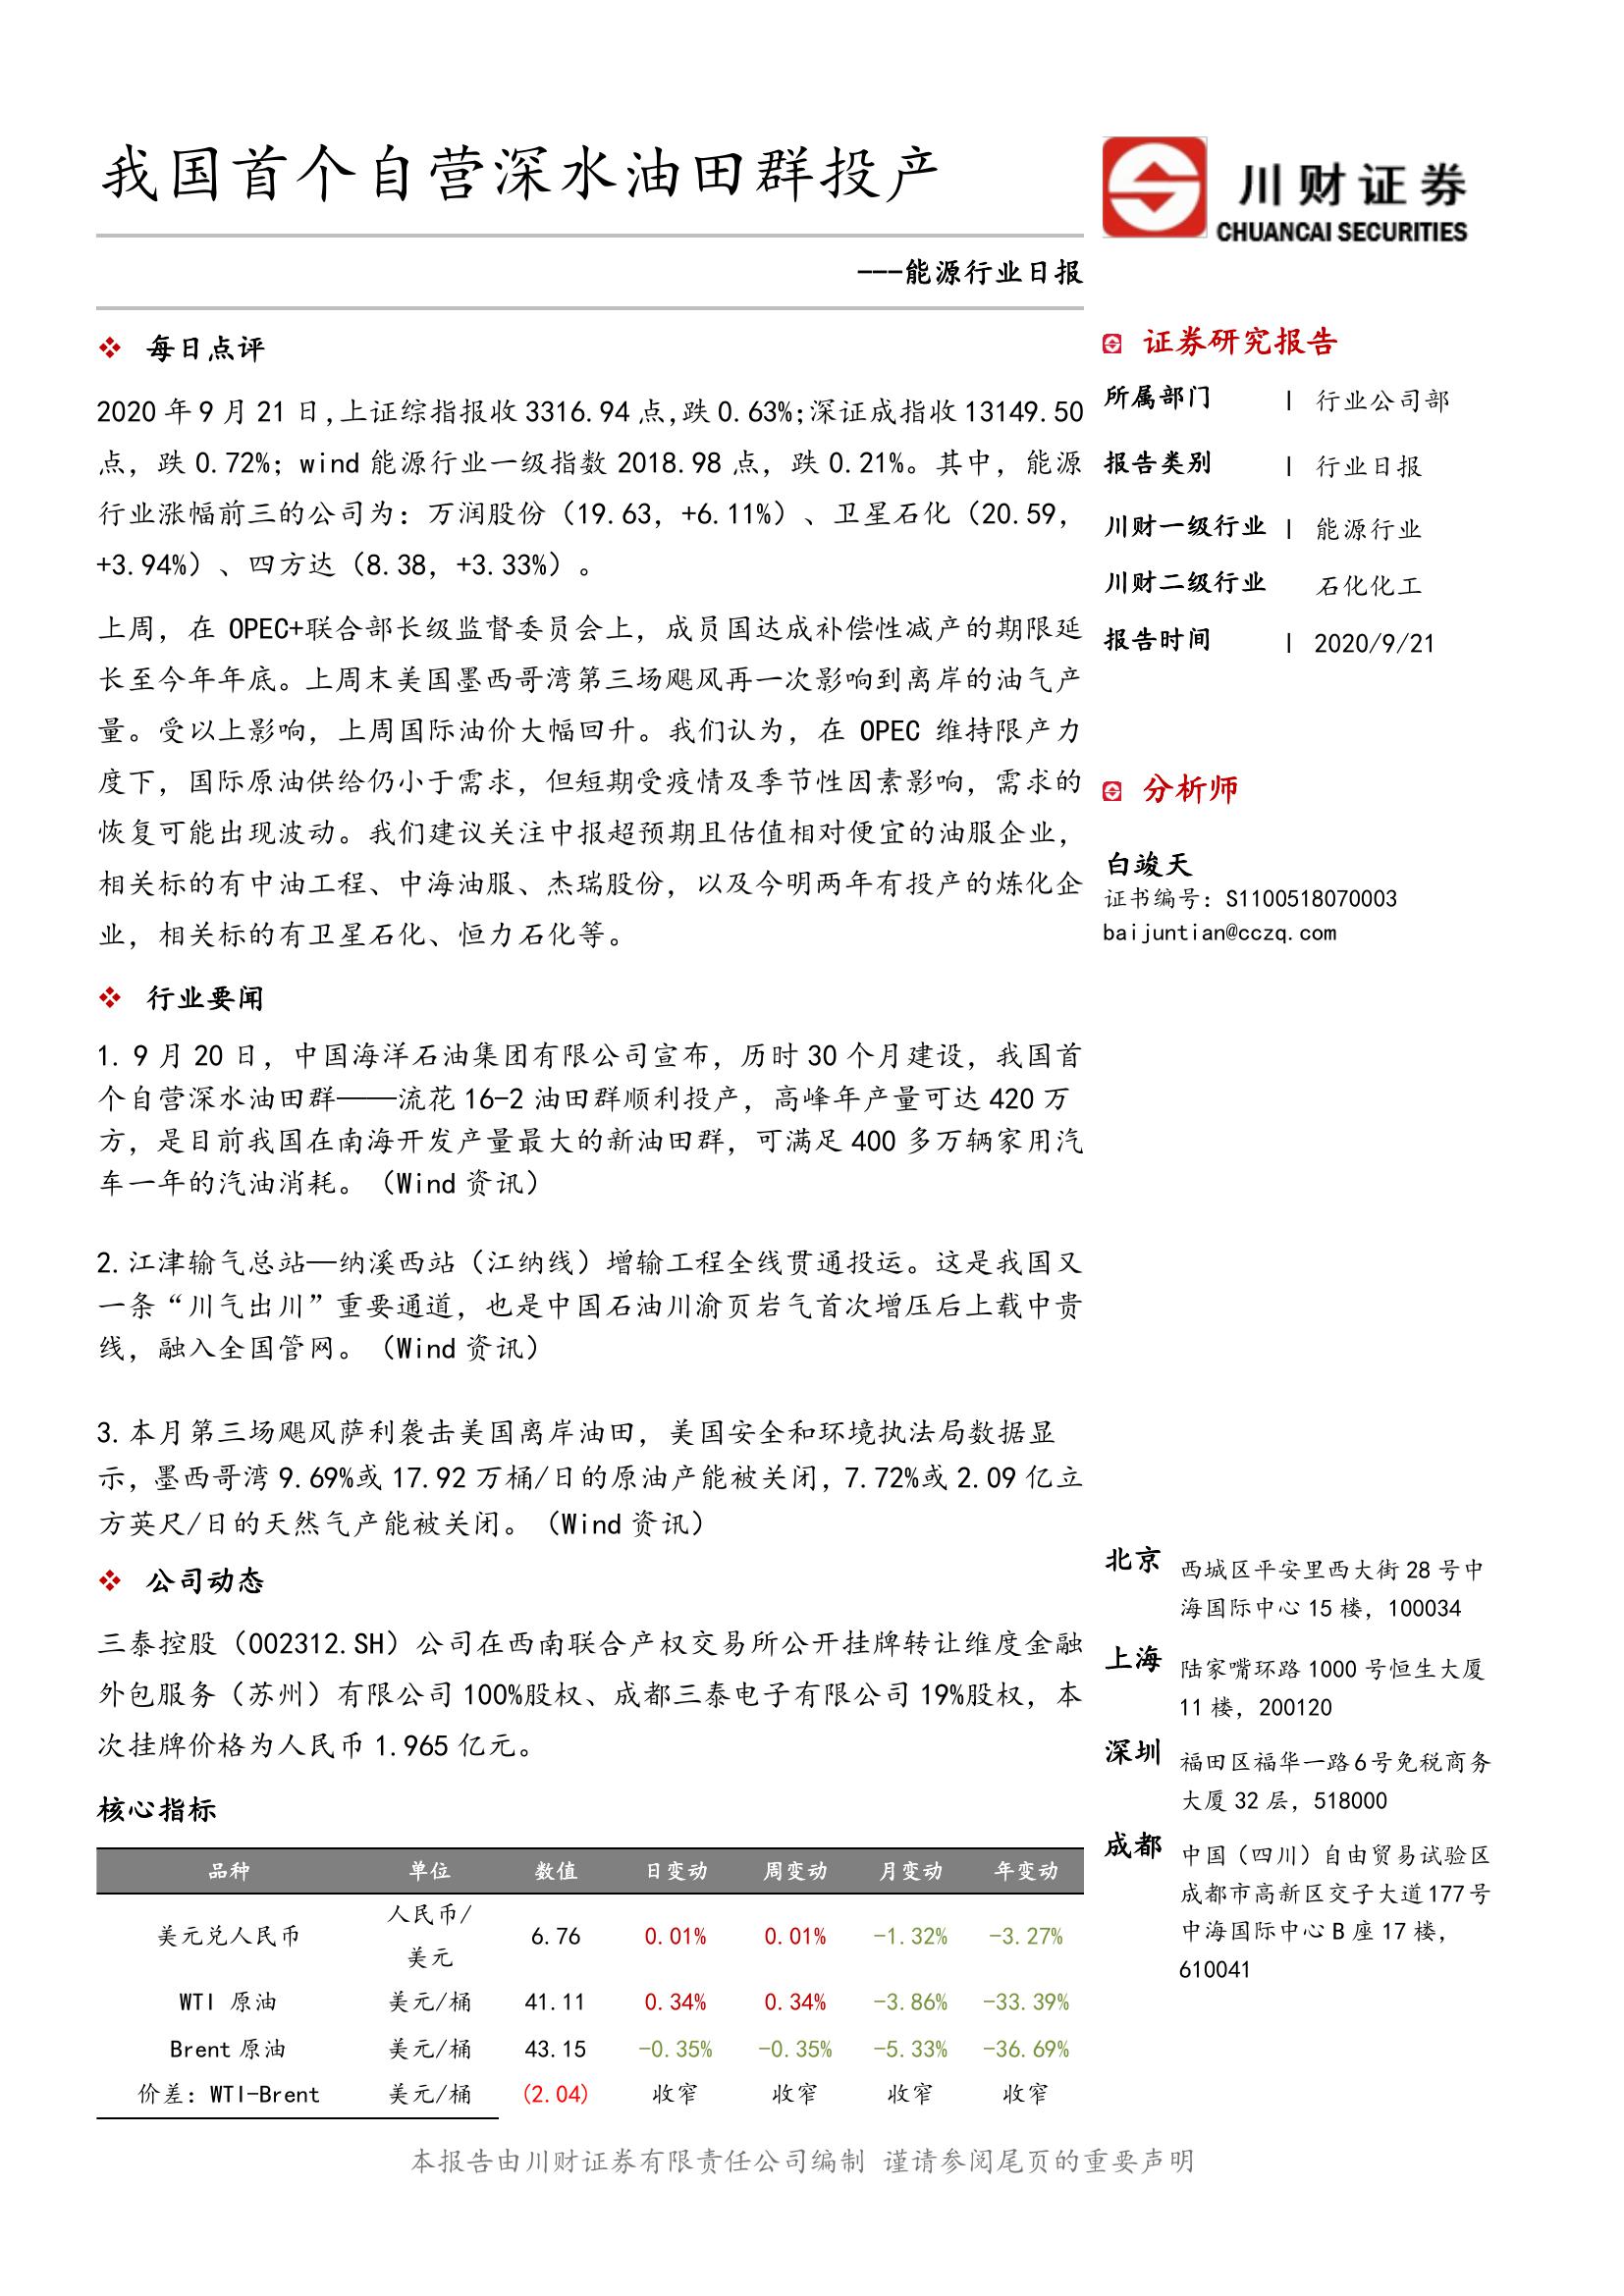 我国首个自营深水油田群投产
---能源行业日报
川财证券
CHUANCAI SECURITIES
每日点评
2020 年 9 月 21 日,上证综指报收 3316.94 点,跌 0.63%;深证成指收 13149.50
点，跌 0.72%；wind 能源行业一级指数 2018.98 点，跌 0.21%。其中，能源
行业涨幅前三的公司为：万润股份（19.63，+6.11%）、卫星石化（20.59，
+3.94%）、四方达（8.38，+3.33%）。
上周，在 OPEC+联合部长级监督委员会上，成员国达成补偿性减产的期限延
长至今年年底。上周末美国墨西哥湾第三场飓风再一次影响到离岸的油气产
量。受以上影响，上周国际油价大幅回升。我们认为，在 OPEC 维持限产力
度下，国际原油供给仍小于需求，但短期受疫情及季节性因素影响，需求的
恢复可能出现波动。我们建议关注中报超预期且估值相对便宜的油服企业，
相关标的有中油工程、中海油服、杰瑞股份，以及今明两年有投产的炼化企
业，相关标的有卫星石化、恒力石化等。
行业要闻
1. 9 月 20 日，中国海洋石油集团有限公司宣布，历时 30 个月建设，我国首
个自营深水油田群——流花 16-2 油田群顺利投产，高峰年产量可达 420 万
方，是目前我国在南海开发产量最大的新油田群，可满足 400 多万辆家用汽
车一年的汽油消耗。（Wind 资讯）
2.江津输气总站—纳溪西站（江纳线）增输工程全线贯通投运。这是我国又
一条“川气出川”重要通道，也是中国石油川渝页岩气首次增压后上载中贵
线，融入全国管网。（Wind 资讯）
3.本月第三场飓风萨利袭击美国离岸油田，美国安全和环境执法局数据显
示，墨西哥湾 9.69%或 17.92 万桶/日的原油产能被关闭，7.72%或 2.09 亿立
方英尺/日的天然气产能被关闭。（Wind 资讯）
公司动态
三泰控股（002312.SH）公司在西南联合产权交易所公开挂牌转让维度金融
外包服务（苏州）有限公司 100%股权、成都三泰电子有限公司 19%股权，本
次挂牌价格为人民币 1.965 亿元。
核心指标
品种 单位 数值 日变动 周变动 月变动 年变动
美元兑人民币 人民币/ 6.76 0.01% 0.01% -1.32% -3.27%
美元
WTI 原油 美元/桶 41.11 0.34% 0.34% -3.86% -33.39%
Brent 原油 美元/桶 43.15 -0.35% -0.35% -5.33% -36.69%
价差：WTI-Brent 美元/桶 (2.04) 收窄 收窄 收窄 收窄
证券研究报告
所属部门 | 行业公司部
报告类别 | 行业日报
川财一级行业 | 能源行业
川财二级行业 石化化工
报告时间 | 2020/9/21
分析师
白竣天
证书编号：S1100518070003
baijuntian@cczq.com
北京 西城区平安里西大街 28 号中
海国际中心 15 楼，100034
上海 陆家嘴环路 1000 号恒生大厦
11 楼，200120
深圳 福田区福华一路 6 号免税商务
大厦 32 层，518000
成都 中国（四川）自由贸易试验区
成都市高新区交子大道 177 号
中海国际中心 B 座 17 楼，
610041
本报告由川财证券有限责任公司编制 谨请参阅尾页的重要声明